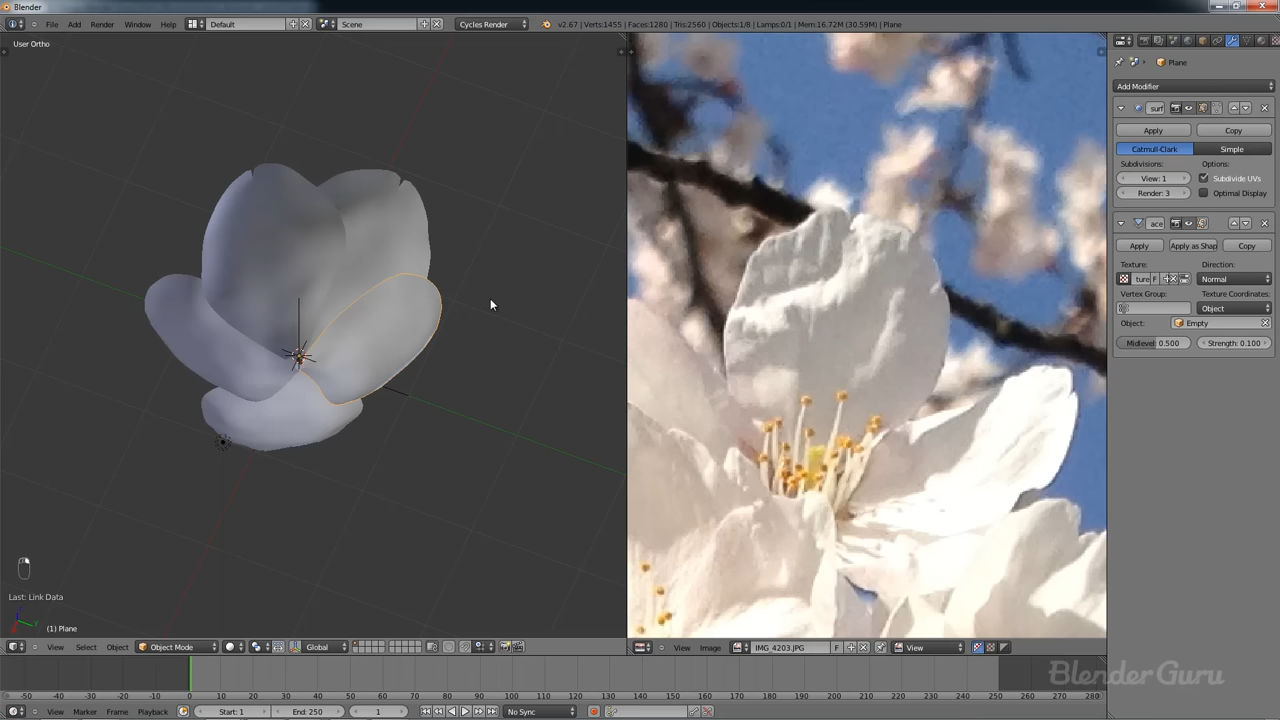 Blender
File Add Render Window Help Default Scene Cycles Render v2.67 | Verts:1455 | Faces:1280 | Tris:2560 | Objects:1/8 | Lamps:0/1 | Mem:16.72M (30.59M) | Plane
User Ortho
Plane
Add Modifier
surf
Apply Copy
Catmull-Clark Simple
Subdivisions: Options:
View: 1 Subdivide UVs
Render: 3 Optimal Display
ace
Apply Apply as Shap Copy
Texture: Direction:
ture F Normal
Vertex Group: Texture Coordinates:
Object
Object: Empty
Midlevel: 0.500 Strength: 0.100
Last: Link Data
(1) Plane
View Select Object Object Mode Global View Image IMG_4203.JPG F View
BlenderGuru
-50 -40 -30 -20 -10 0 10 20 30 40 50 60 70 80 90 100 110 120 130 140 150 160 170 180 190 200 210 220 230 240 250 260 270 280
View Marker Frame Playback Start: 1 End: 250 1 No Sync